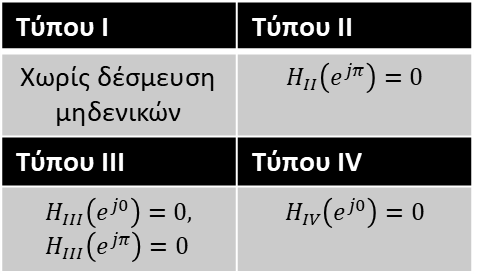 Τύπου I Τύπου II
Χωρίς δέσμευση
μηδενικών
H_{II}(e^{jπ}) = 0
Τύπου III Τύπου IV
H_{III}(e^{j0}) = 0,
H_{III}(e^{jπ}) = 0
H_{IV}(e^{j0}) = 0